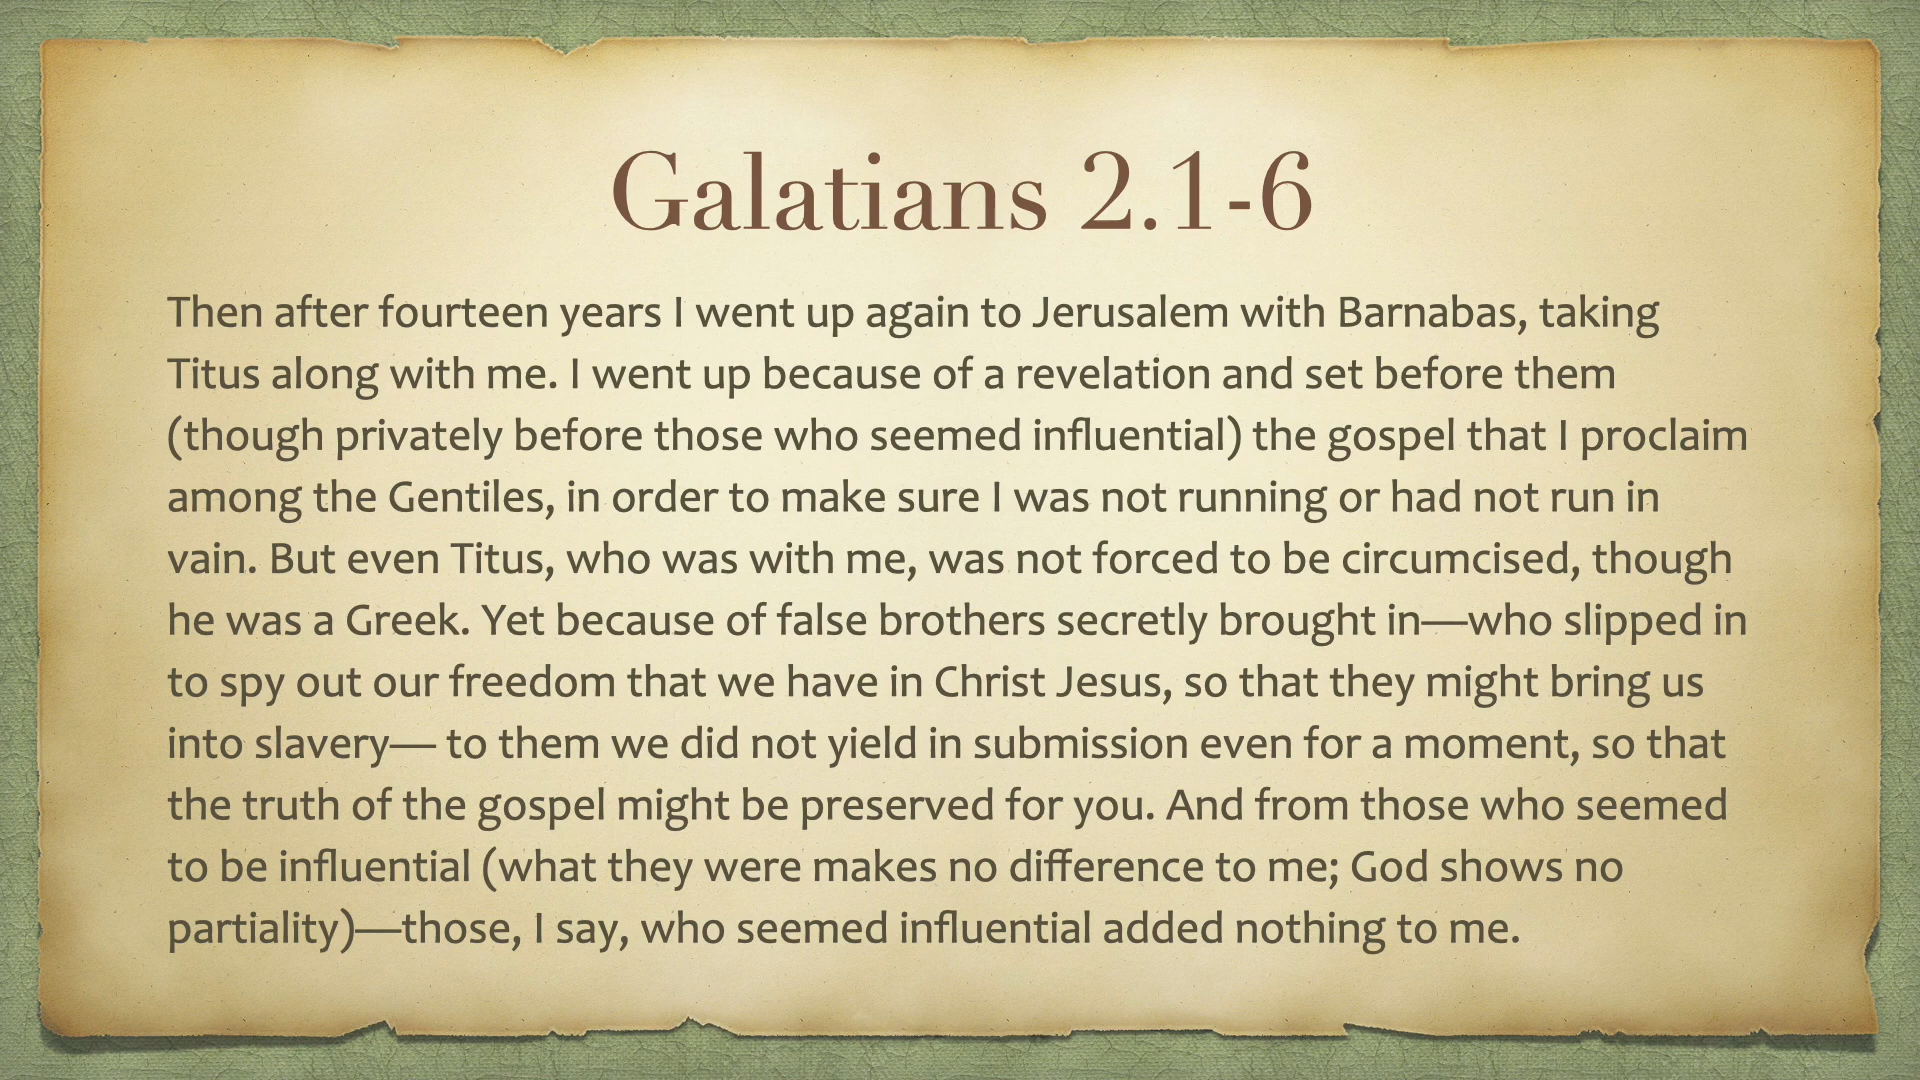 Galatians 2.1-6
Then after fourteen years I went up again to Jerusalem with Barnabas, taking
Titus along with me. I went up because of a revelation and set before them
(though privately before those who seemed influential) the gospel that I proclaim
among the Gentiles, in order to make sure I was not running or had not run in
vain. But even Titus, who was with me, was not forced to be circumcised, though
he was a Greek. Yet because of false brothers secretly brought in—who slipped in
to spy out our freedom that we have in Christ Jesus, so that they might bring us
into slavery— to them we did not yield in submission even for a moment, so that
the truth of the gospel might be preserved for you. And from those who seemed
to be influential (what they were makes no difference to me; God shows no
partiality)—those, I say, who seemed influential added nothing to me.